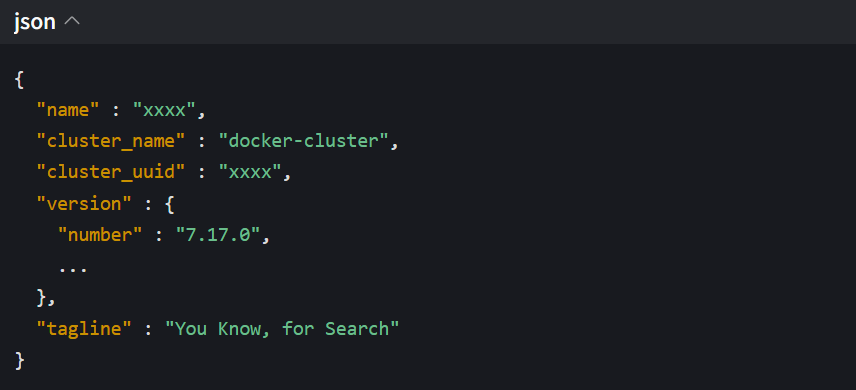 json
{
  "name" : "xxxx",
  "cluster_name" : "docker-cluster",
  "cluster_uuid" : "xxxx",
  "version" : {
    "number" : "7.17.0",
    ...
  },
  "tagline" : "You Know, for Search"
}